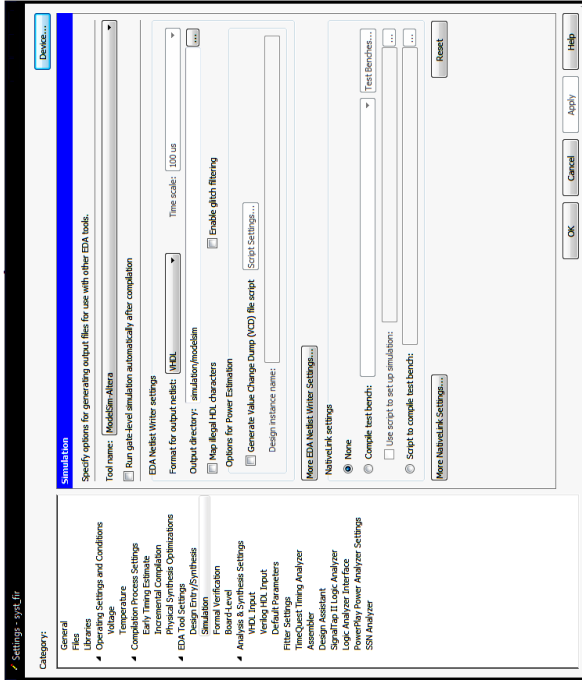 Settings - syst_fir
Category:
Device...
General
Files
Libraries
Operating Settings and Conditions
Voltage
Temperature
Compilation Process Settings
Early Timing Estimate
Incremental Compilation
Physical Synthesis Optimizations
EDA Tool Settings
Design Entry/Synthesis
Simulation
Formal Verification
Board-Level
Analysis & Synthesis Settings
VHDL Input
Verilog HDL Input
Default Parameters
Fitter Settings
TimeQuest Timing Analyzer
Assembler
Design Assistant
SignalTap II Logic Analyzer
Logic Analyzer Interface
PowerPlay Power Analyzer Settings
SSN Analyzer
Simulation
Specify options for generating output files for use with other EDA tools.
Tool name: ModelSim-Altera
Run gate-level simulation automatically after compilation
EDA Netlist Writer settings
Format for output netlist: VHDL Time scale: 100 us
Output directory: simulation/modelsim ...
Map illegal HDL characters Enable glitch filtering
Options for Power Estimation
Generate Value Change Dump (VCD) file script Script Settings...
Design instance name:
More EDA Netlist Writer Settings...
NativeLink settings
None
Compile test bench: Test Benches...
Use script to set up simulation: ...
Script to compile test bench: ...
More NativeLink Settings... Reset
OK Cancel Apply Help